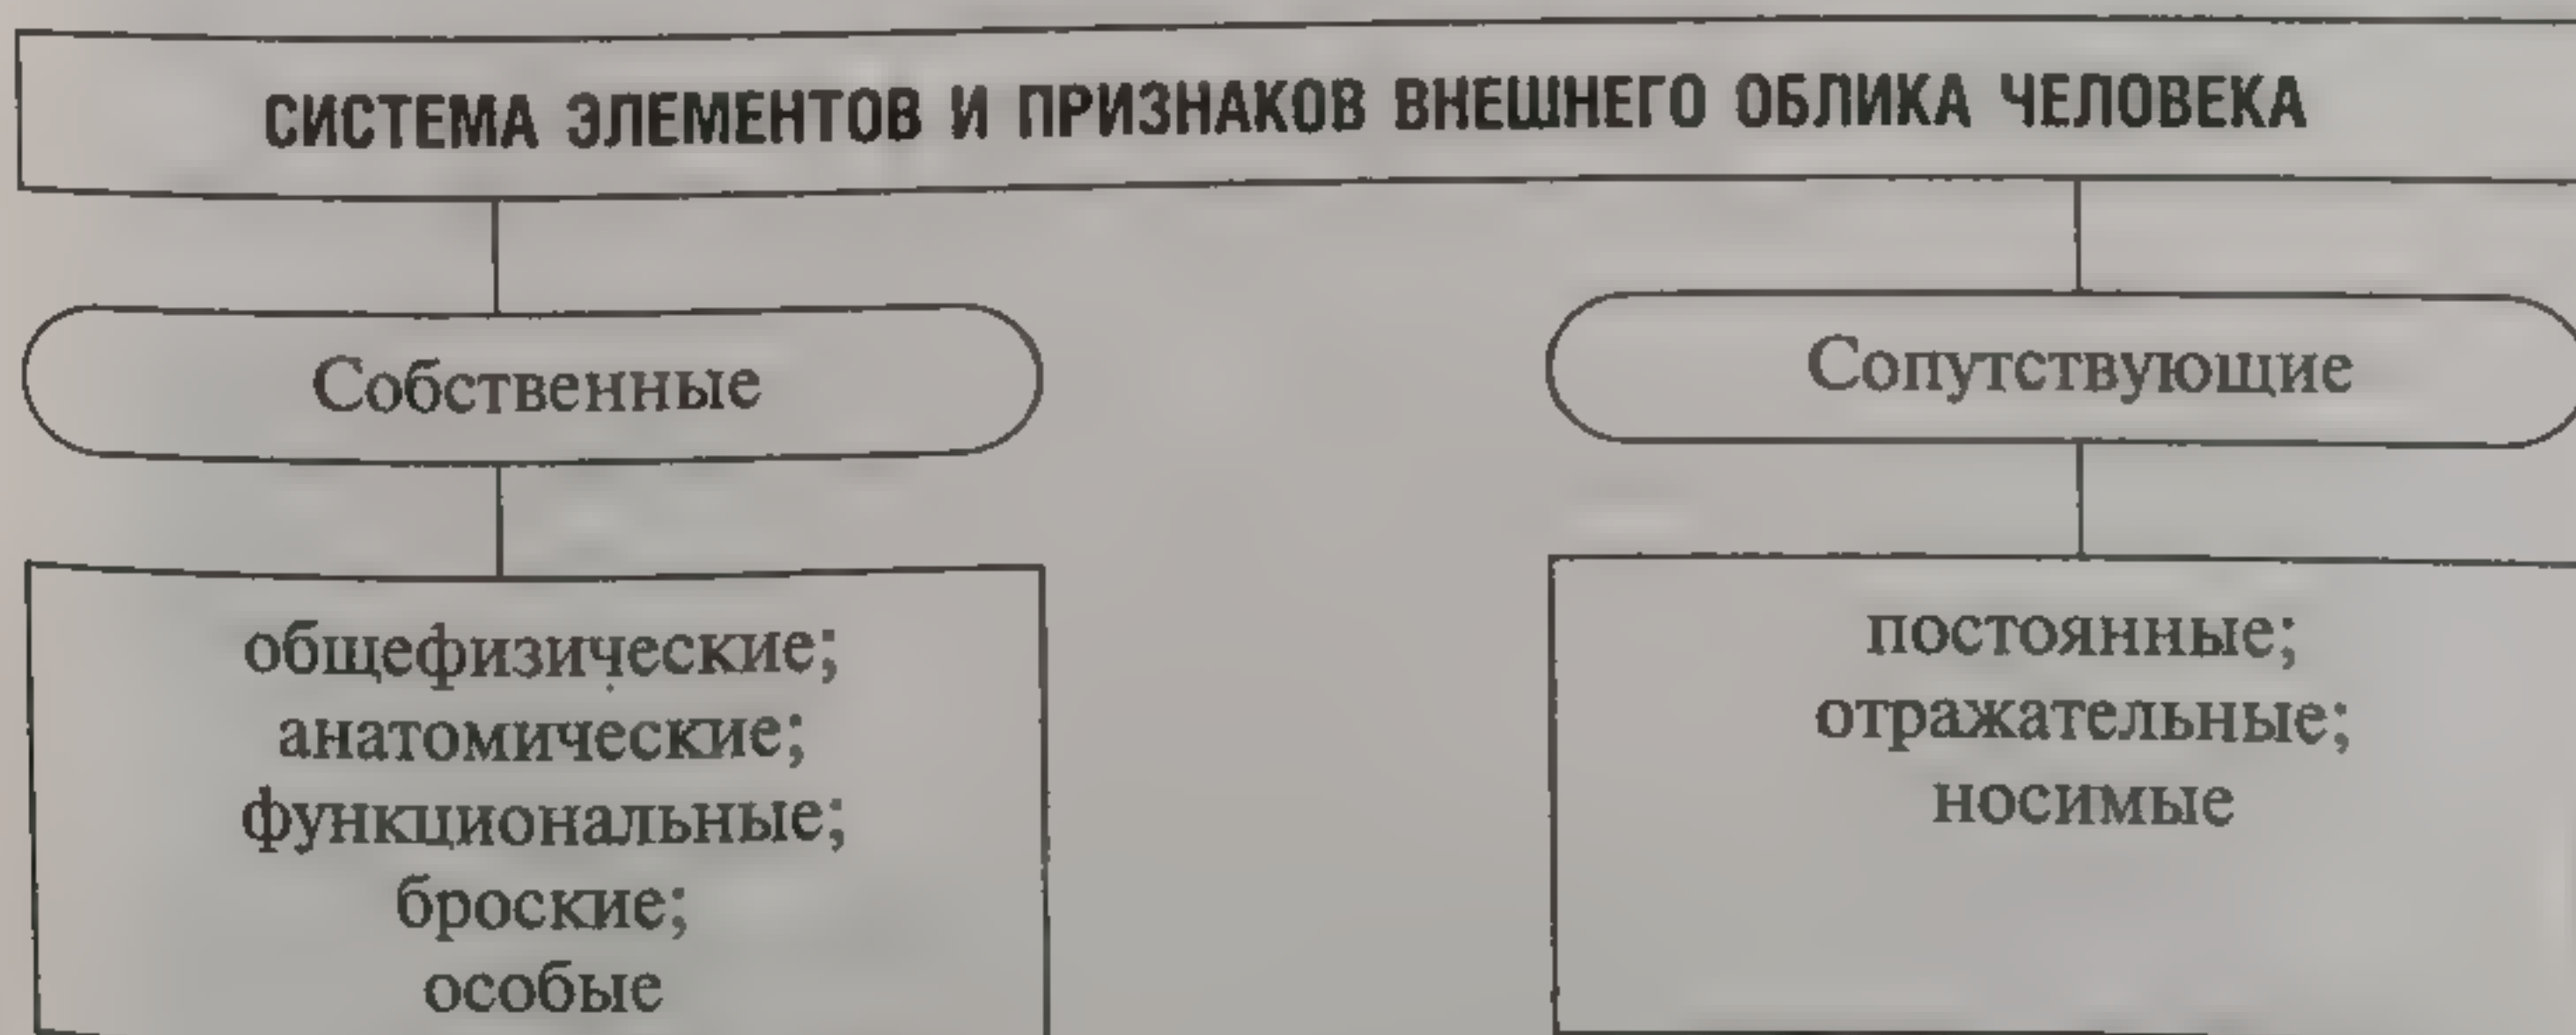 СИСТЕМА ЭЛЕМЕНТОВ И ПРИЗНАКОВ ВНЕШНЕГО ОБЛИКА ЧЕЛОВЕКА
Собственные
Сопутствующие
общефизические;
анатомические;
функциональные;
броские;
особые
постоянные;
отражательные;
носимые